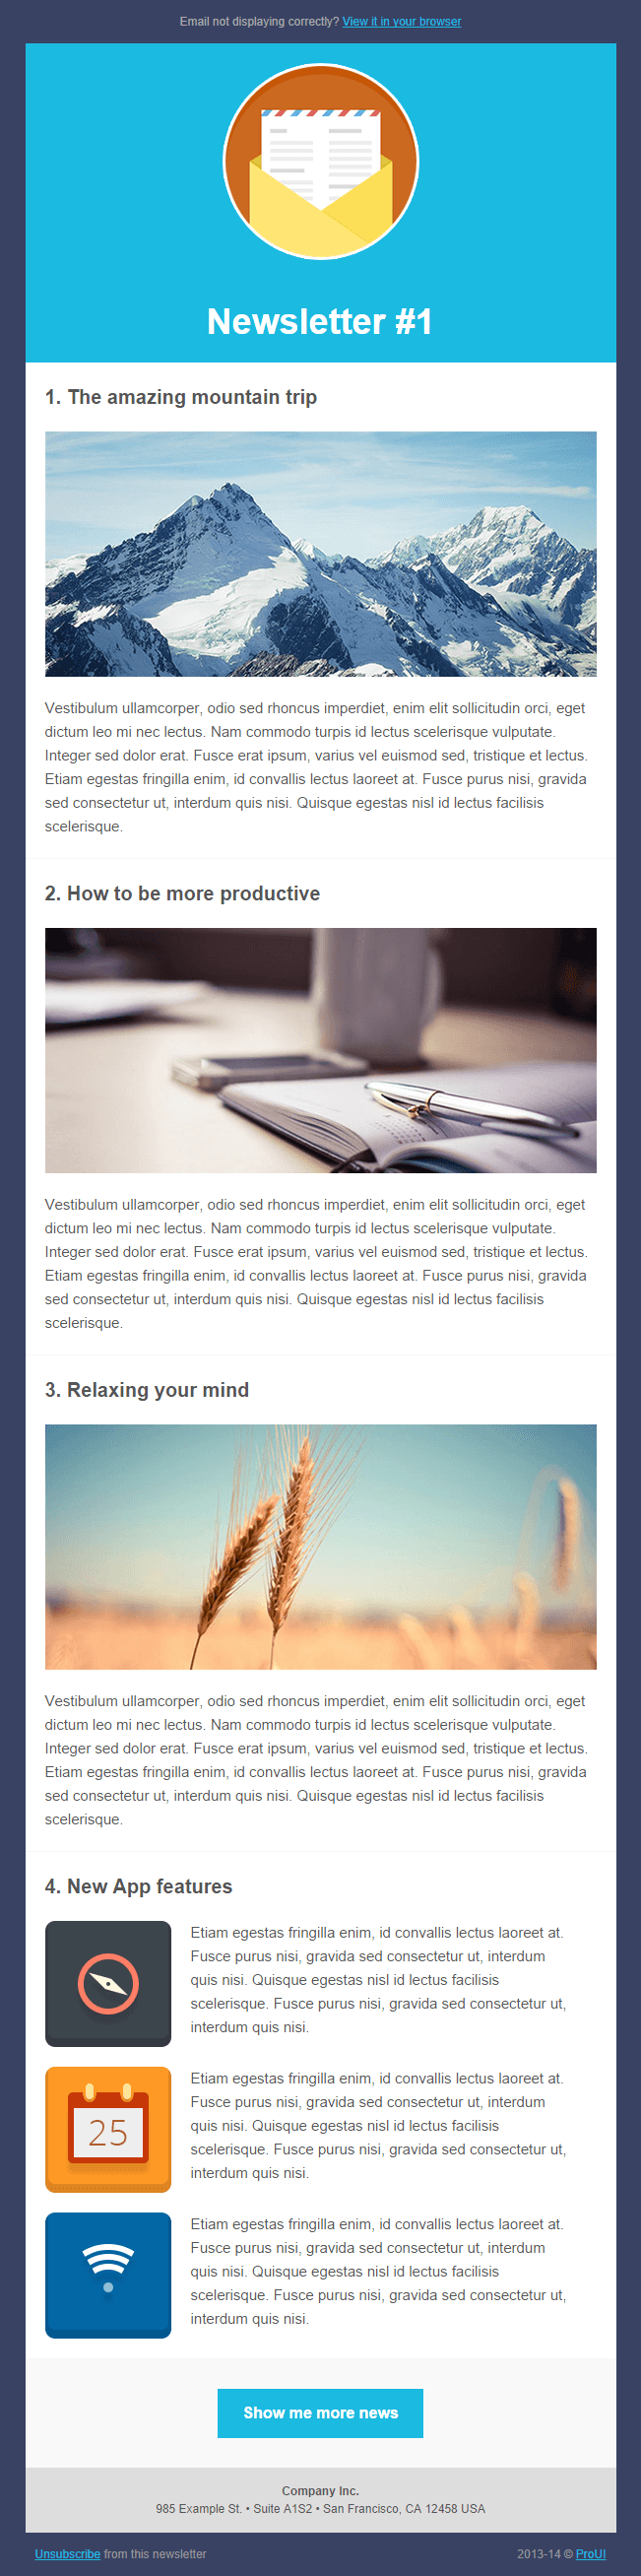 Email not displaying correctly? View it in your browser
Newsletter #1
1. The amazing mountain trip
Vestibulum ullamcorper, odio sed rhoncus imperdiet, enim elit sollicitudin orci, eget
dictum leo mi nec lectus. Nam commodo turpis id lectus scelerisque vulputate.
Integer sed dolor erat. Fusce erat ipsum, varius vel euismod sed, tristique et lectus.
Etiam egestas fringilla enim, id convallis lectus laoreet at. Fusce purus nisi, gravida
sed consectetur ut, interdum quis nisi. Quisque egestas nisl id lectus facilisis
scelerisque.
2. How to be more productive
Vestibulum ullamcorper, odio sed rhoncus imperdiet, enim elit sollicitudin orci, eget
dictum leo mi nec lectus. Nam commodo turpis id lectus scelerisque vulputate.
Integer sed dolor erat. Fusce erat ipsum, varius vel euismod sed, tristique et lectus.
Etiam egestas fringilla enim, id convallis lectus laoreet at. Fusce purus nisi, gravida
sed consectetur ut, interdum quis nisi. Quisque egestas nisl id lectus facilisis
scelerisque.
3. Relaxing your mind
Vestibulum ullamcorper, odio sed rhoncus imperdiet, enim elit sollicitudin orci, eget
dictum leo mi nec lectus. Nam commodo turpis id lectus scelerisque vulputate.
Integer sed dolor erat. Fusce erat ipsum, varius vel euismod sed, tristique et lectus.
Etiam egestas fringilla enim, id convallis lectus laoreet at. Fusce purus nisi, gravida
sed consectetur ut, interdum quis nisi. Quisque egestas nisl id lectus facilisis
scelerisque.
4. New App features
Etiam egestas fringilla enim, id convallis lectus laoreet at.
Fusce purus nisi, gravida sed consectetur ut, interdum
quis nisi. Quisque egestas nisl id lectus facilisis
scelerisque. Fusce purus nisi, gravida sed consectetur ut,
interdum quis nisi.
25
Etiam egestas fringilla enim, id convallis lectus laoreet at.
Fusce purus nisi, gravida sed consectetur ut, interdum
quis nisi. Quisque egestas nisl id lectus facilisis
scelerisque. Fusce purus nisi, gravida sed consectetur ut,
interdum quis nisi.
Etiam egestas fringilla enim, id convallis lectus laoreet at.
Fusce purus nisi, gravida sed consectetur ut, interdum
quis nisi. Quisque egestas nisl id lectus facilisis
scelerisque. Fusce purus nisi, gravida sed consectetur ut,
interdum quis nisi.
Show me more news
Company Inc.
985 Example St. • Suite A1S2 • San Francisco, CA 12458 USA
Unsubscribe from this newsletter
2013-14 © ProUI